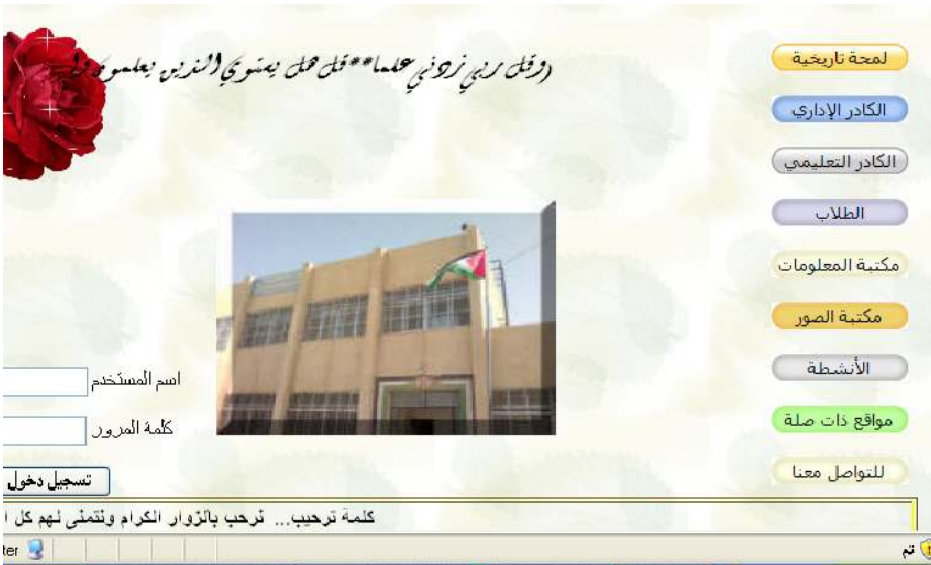 (وقل ربي زدني علما**قل هل يستوي الذين يعلمون
لمحة تاريخية
الكادر الإداري
الكادر التعليمي
الطلاب
مكتبة المعلومات
مكتبة الصور
الأنشطة
مواقع ذات صلة
للتواصل معنا
اسم المستخدم
كلمة المرور
تسجيل دخول
كلمة ترحيب... نرحب بالزوار الكرام ونتمنى لهم كل ا
تم
ter